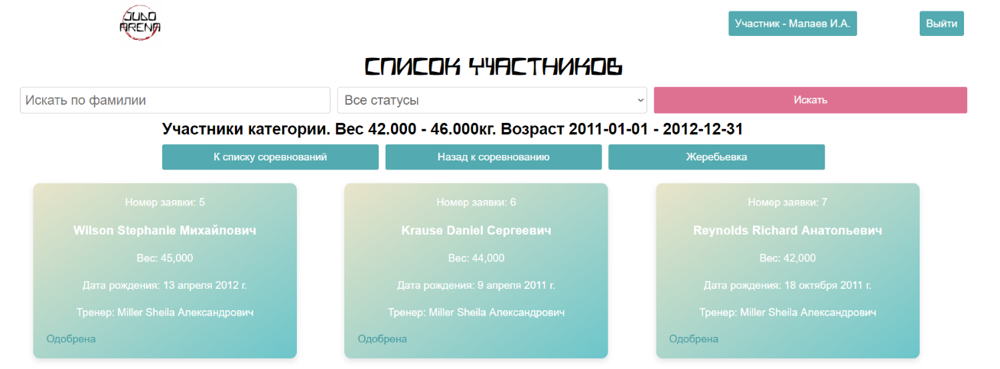 JUDO
ARENA
Участник - Малаев И.А.
Выйти
СПИСОК УЧАСТНИКОВ
Искать по фамилии
Все статусы
Искать
Участники категории. Вес 42.000 - 46.000кг. Возраст 2011-01-01 - 2012-12-31
К списку соревнований
Назад к соревнованию
Жеребьевка
Номер заявки: 5
Wilson Stephanie Михайлович
Вес: 45,000
Дата рождения: 13 апреля 2012 г.
Тренер: Miller Sheila Александрович
Одобрена
Номер заявки: 6
Krause Daniel Сергеевич
Вес: 44,000
Дата рождения: 9 апреля 2011 г.
Тренер: Miller Sheila Александрович
Одобрена
Номер заявки: 7
Reynolds Richard Анатольевич
Вес: 42,000
Дата рождения: 18 октября 2011 г.
Тренер: Miller Sheila Александрович
Одобрена